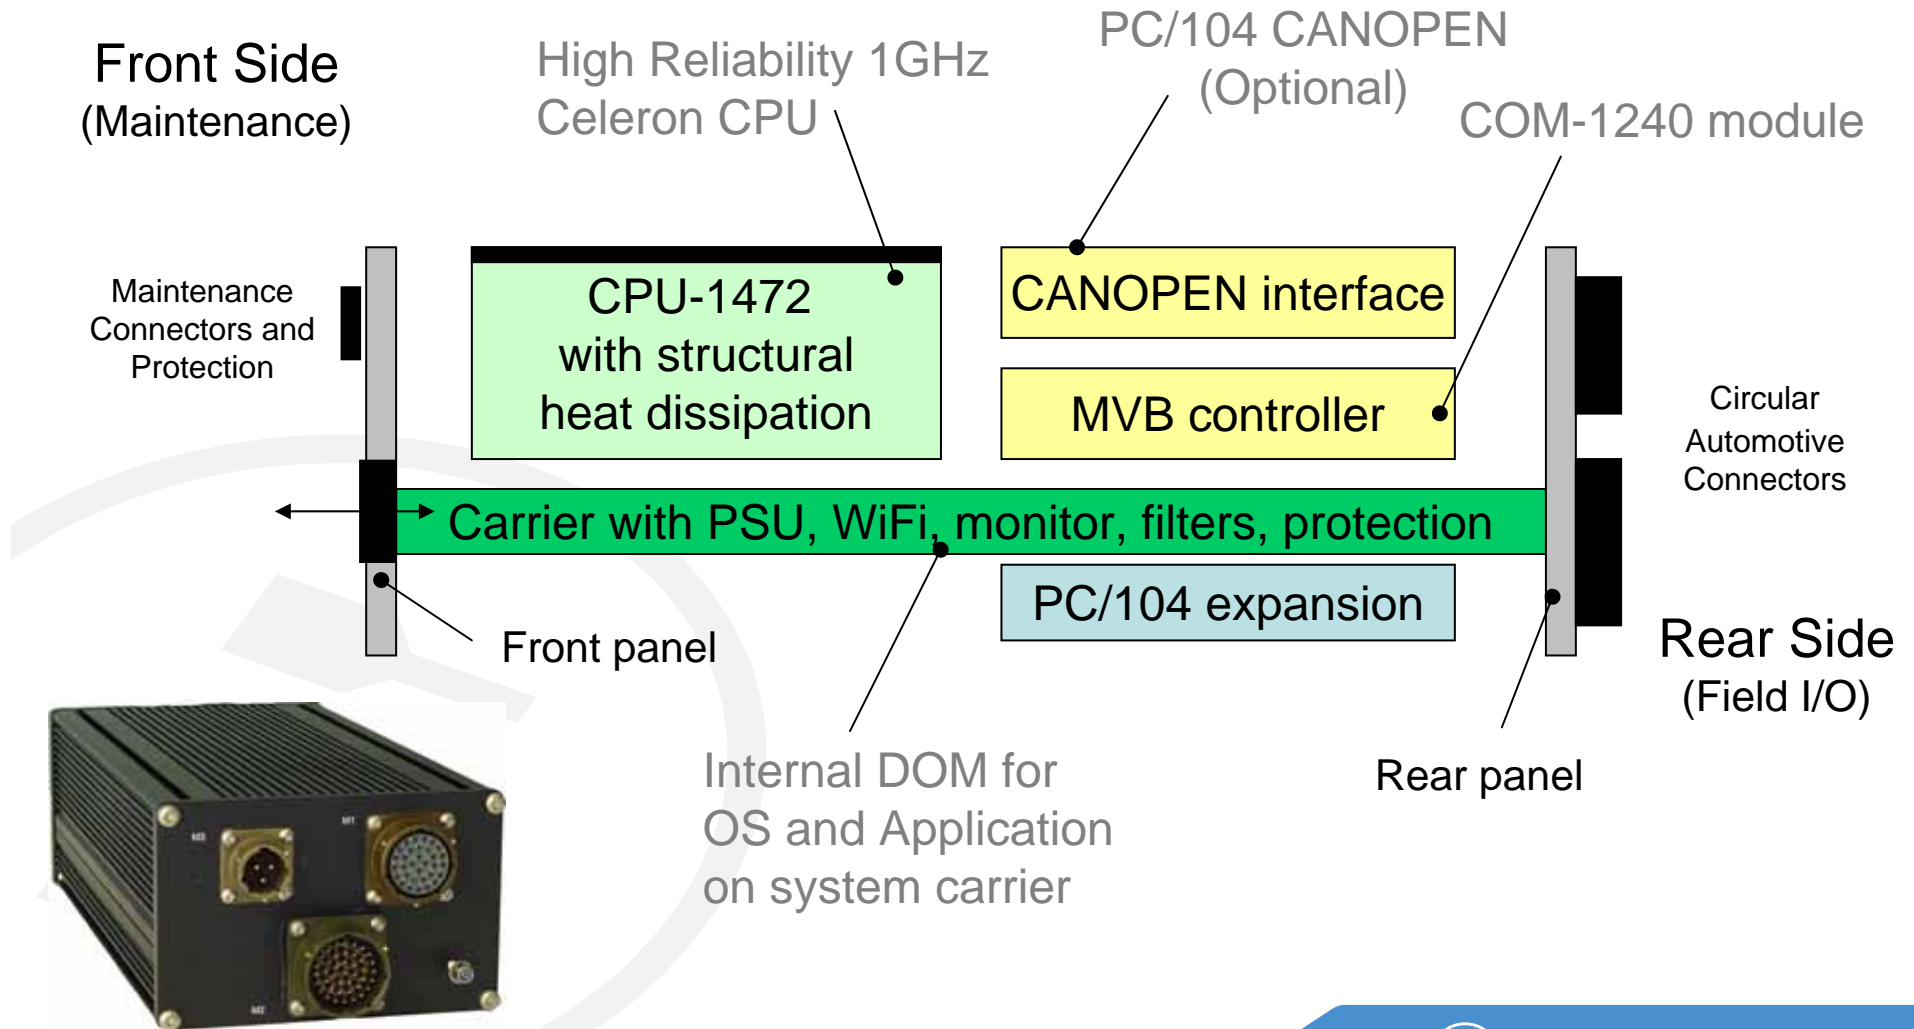 Front Side
(Maintenance)
High Reliability 1GHz
Celeron CPU
PC/104 CANOPEN
(Optional)
COM-1240 module
Maintenance
Connectors and
Protection
CPU-1472
with structural
heat dissipation
CANOPEN interface
MVB controller
Circular
Automotive
Connectors
Carrier with PSU, WiFi, monitor, filters, protection
PC/104 expansion
Front panel
Rear Side
(Field I/O)
Internal DOM for
OS and Application
on system carrier
Rear panel
M3
M1
M2